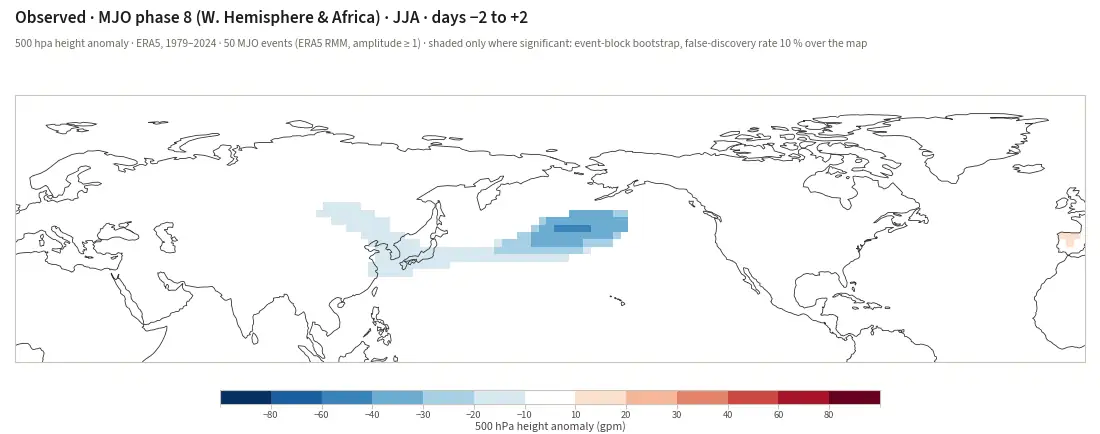 Observed · MJO phase 8 (W. Hemisphere & Africa) · JJA · days −2 to +2
500 hpa height anomaly · ERA5, 1979–2024 · 50 MJO events (ERA5 RMM, amplitude ≥ 1) · shaded only where significant: event-block bootstrap, false-discovery rate 10 % over the map
−80 −60 −40 −30 −20 −10 10 20 30 40 60 80
500 hpa height anomaly (gpm)